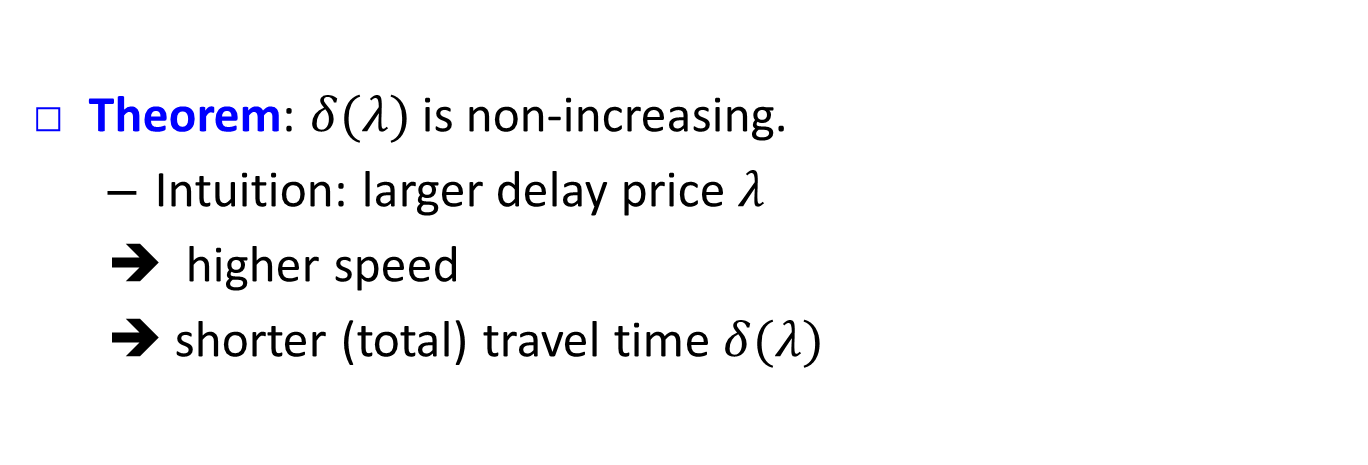 □ Theorem: δ(λ) is non-increasing.
– Intuition: larger delay price λ
➔ higher speed
➔ shorter (total) travel time δ(λ)